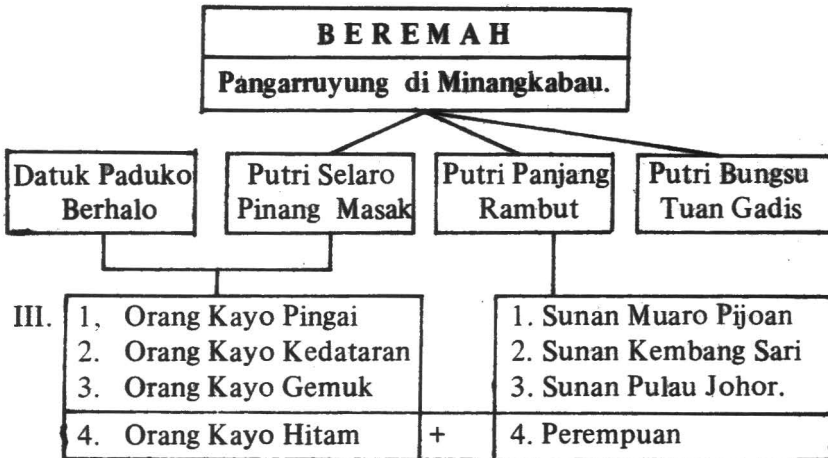 BEREMAH
Pangarruyung di Minangkabau.
Datuk Paduko
Berhalo
Putri Selaro
Pinang Masak
Putri Panjang
Rambut
Putri Bungsu
Tuan Gadis
III.
1, Orang Kayo Pingai
2. Orang Kayo Kedataran
3. Orang Kayo Gemuk
4. Orang Kayo Hitam
+
1. Sunan Muaro Pijoan
2. Sunan Kembang Sari
3. Sunan Pulau Johor.
4. Perempuan